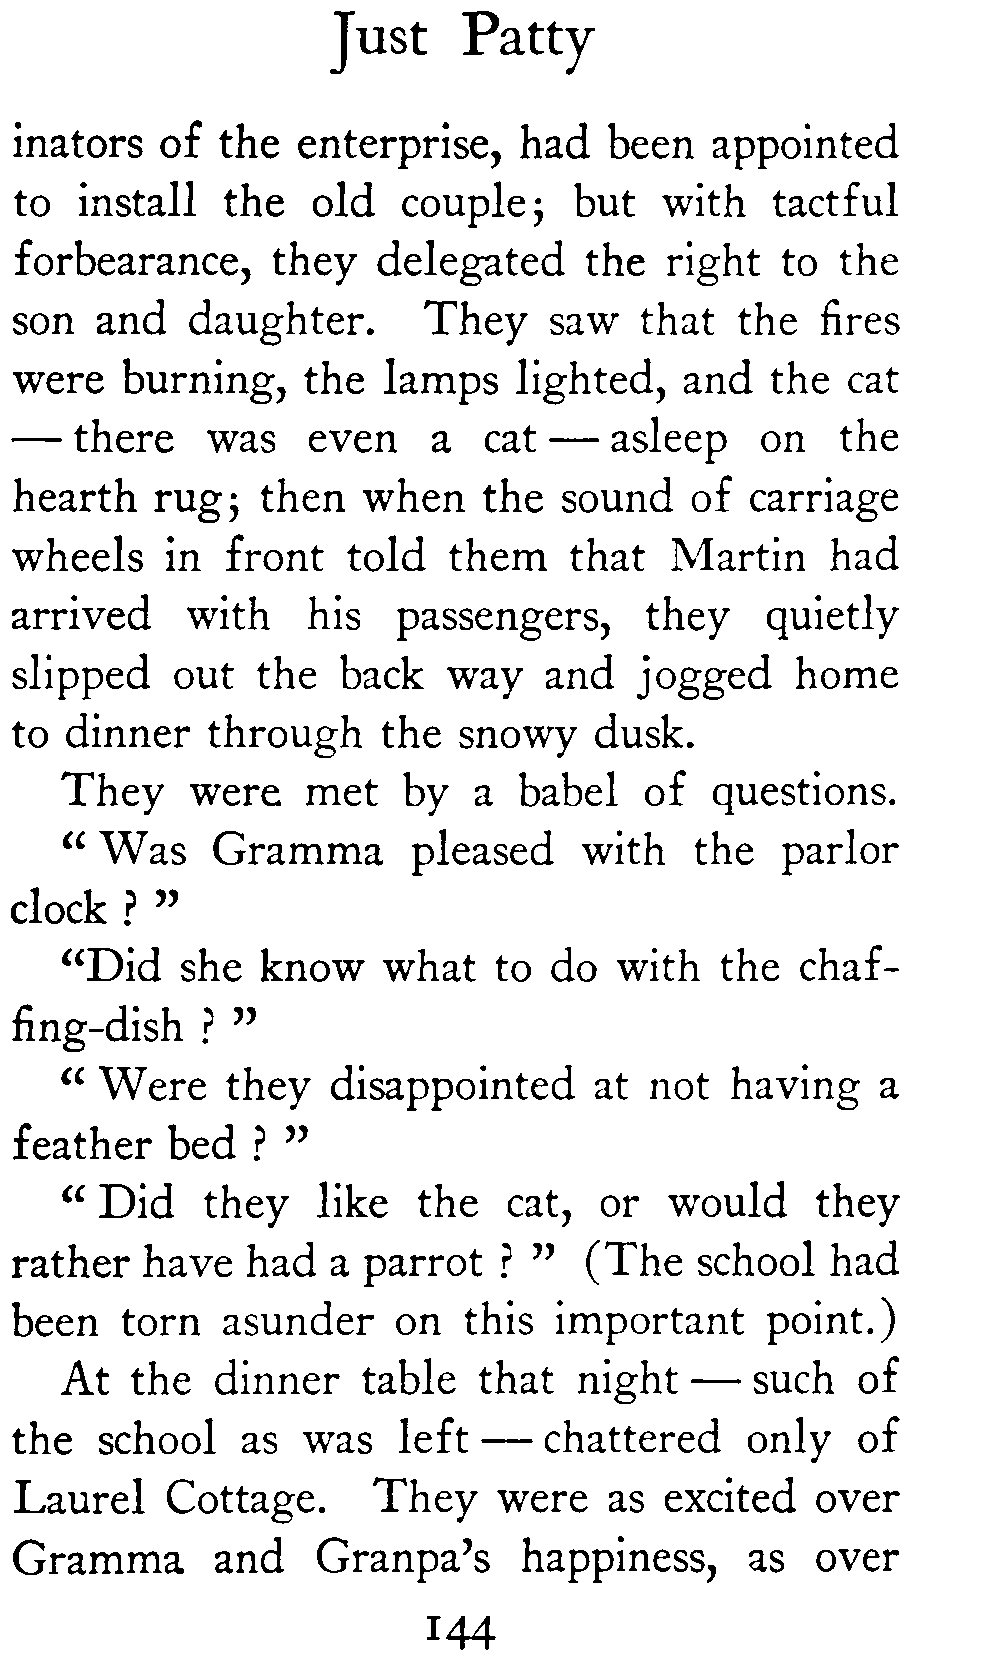 Just Patty
inators of the enterprise, had been appointed
to install the old couple; but with tactful
forbearance, they delegated the right to the
son and daughter. They saw that the fires
were burning, the lamps lighted, and the cat
— there was even a cat — asleep on the
hearth rug; then when the sound of carriage
wheels in front told them that Martin had
arrived with his passengers, they quietly
slipped out the back way and jogged home
to dinner through the snowy dusk.
They were met by a babel of questions.
“ Was Gramma pleased with the parlor
clock ? ”
“Did she know what to do with the chaf-
fing-dish ? ”
“ Were they disappointed at not having a
feather bed ? ”
“ Did they like the cat, or would they
rather have had a parrot ? ” (The school had
been torn asunder on this important point.)
At the dinner table that night — such of
the school as was left — chattered only of
Laurel Cottage. They were as excited over
Gramma and Granpa’s happiness, as over
144